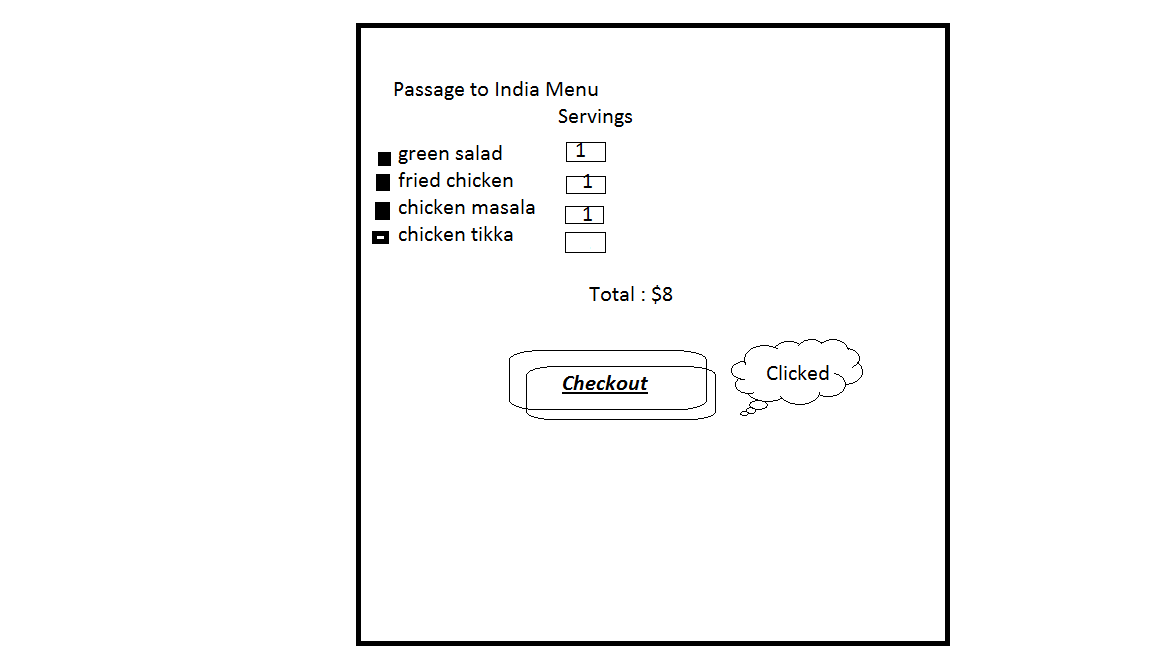 Passage to India Menu
Servings
green salad 1
fried chicken 1
chicken masala 1
chicken tikka
Total : $8
Checkout
Clicked